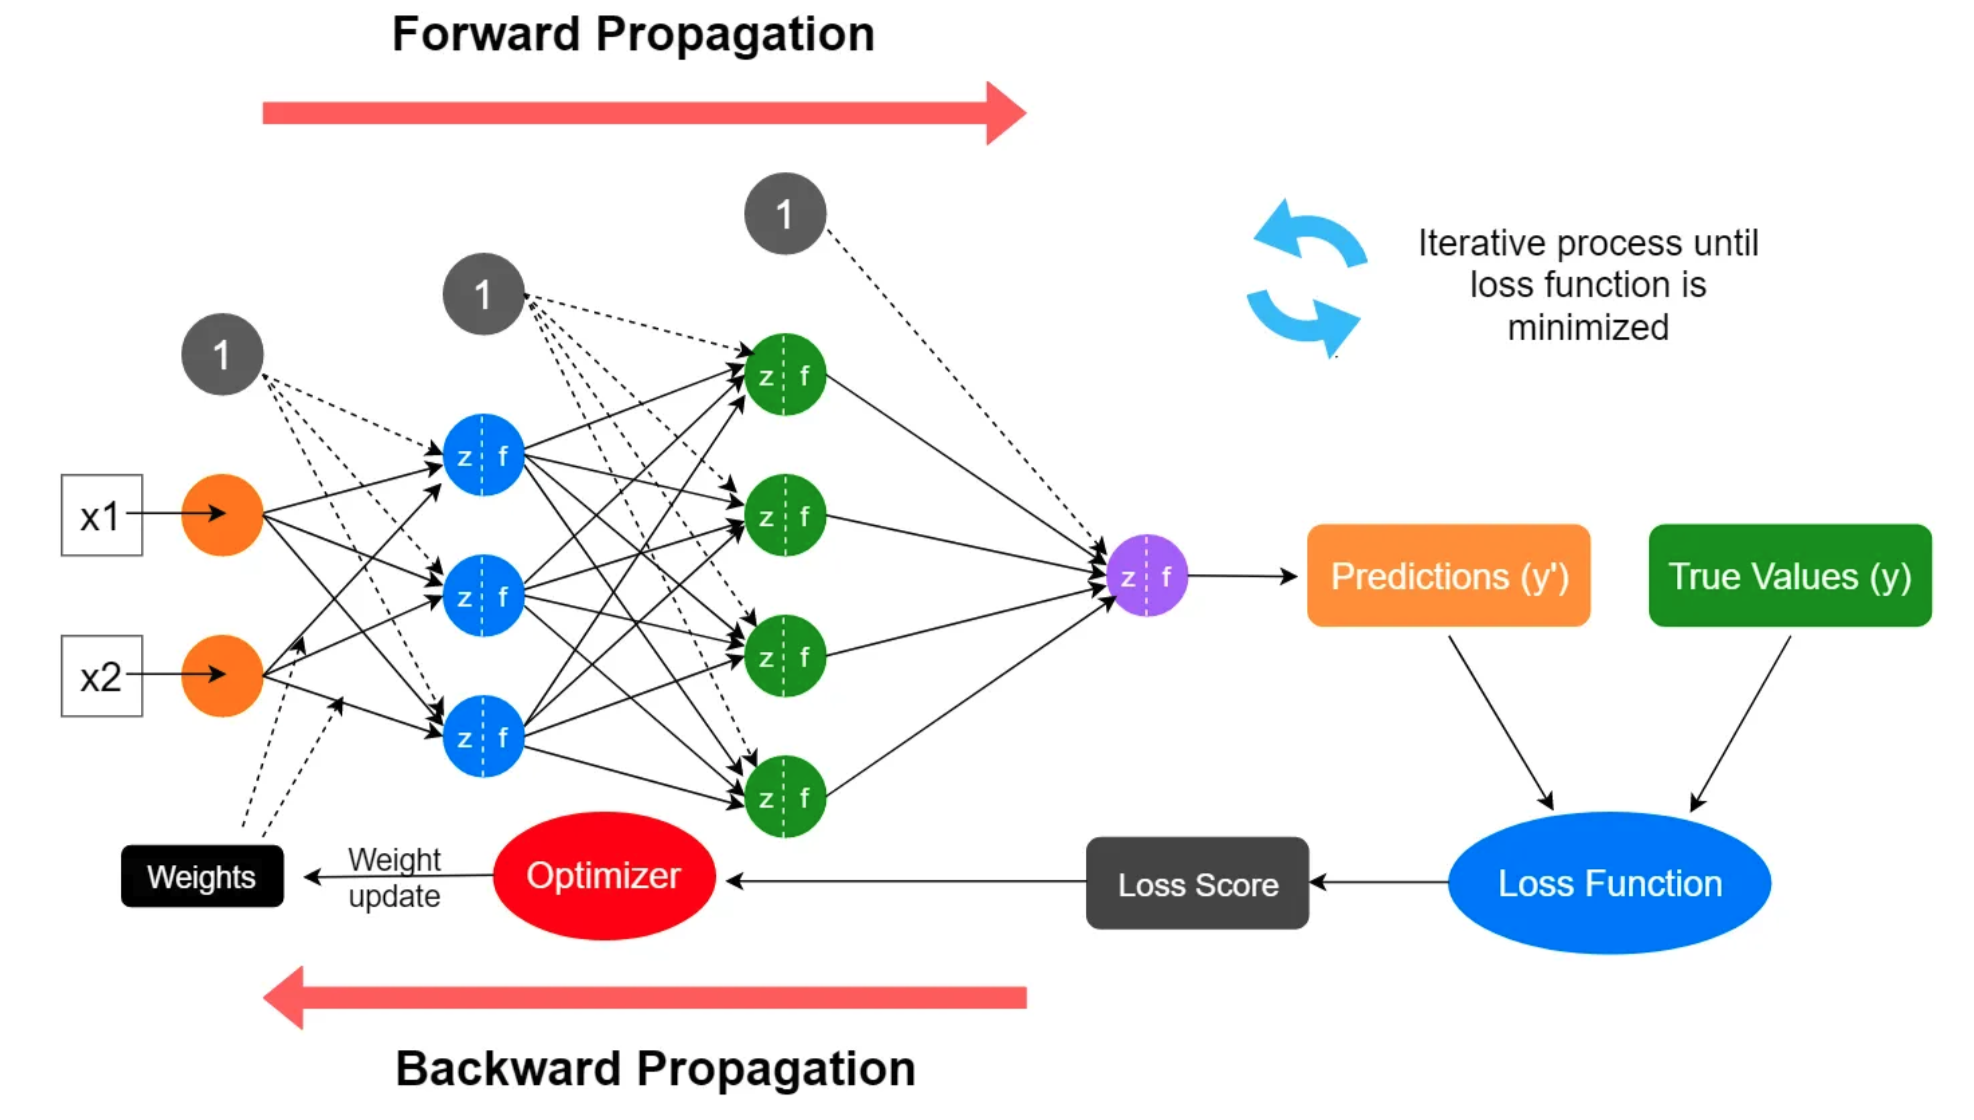 Forward Propagation
1
1
1
Iterative process until
loss function is
minimized
z f
z f
x1
z f
z f
z f
Predictions (y')
True Values (y)
x2
z f
z f
z f
Weights
Weight
update
Optimizer
Loss Score
Loss Function
Backward Propagation